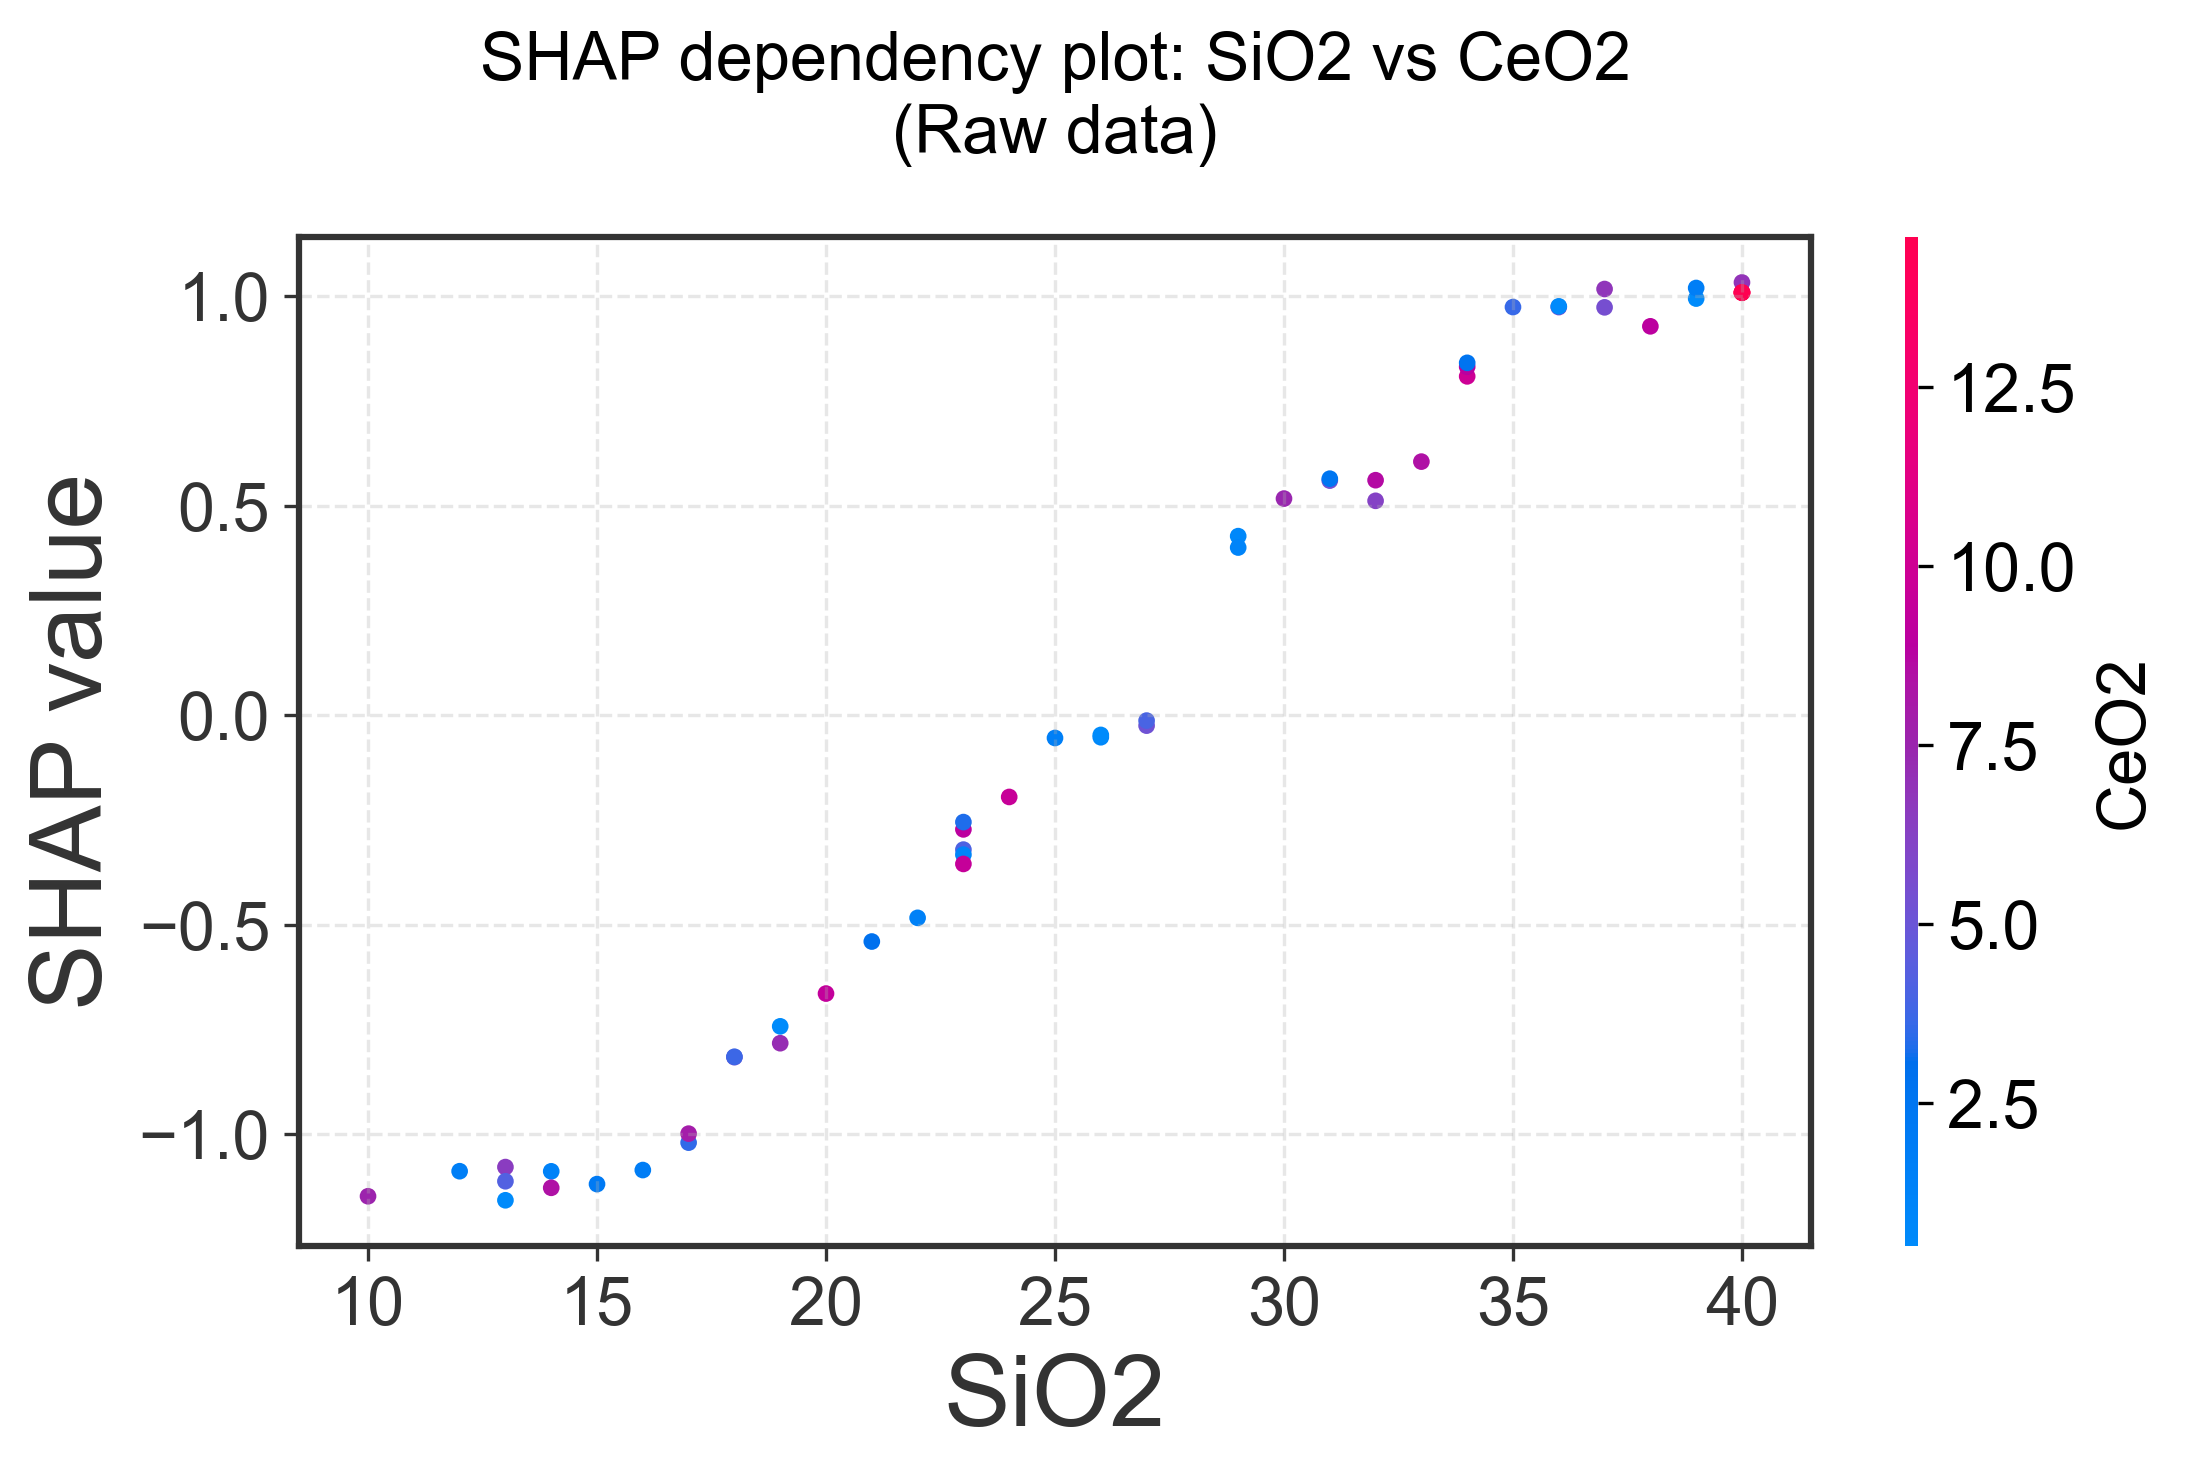 SHAP dependency plot: SiO2 vs CeO2
(Raw data)
1.0
0.5
0.0
−0.5
−1.0
SHAP value
10 15 20 25 30 35 40
SiO2
12.5
10.0
7.5
5.0
2.5
CeO2